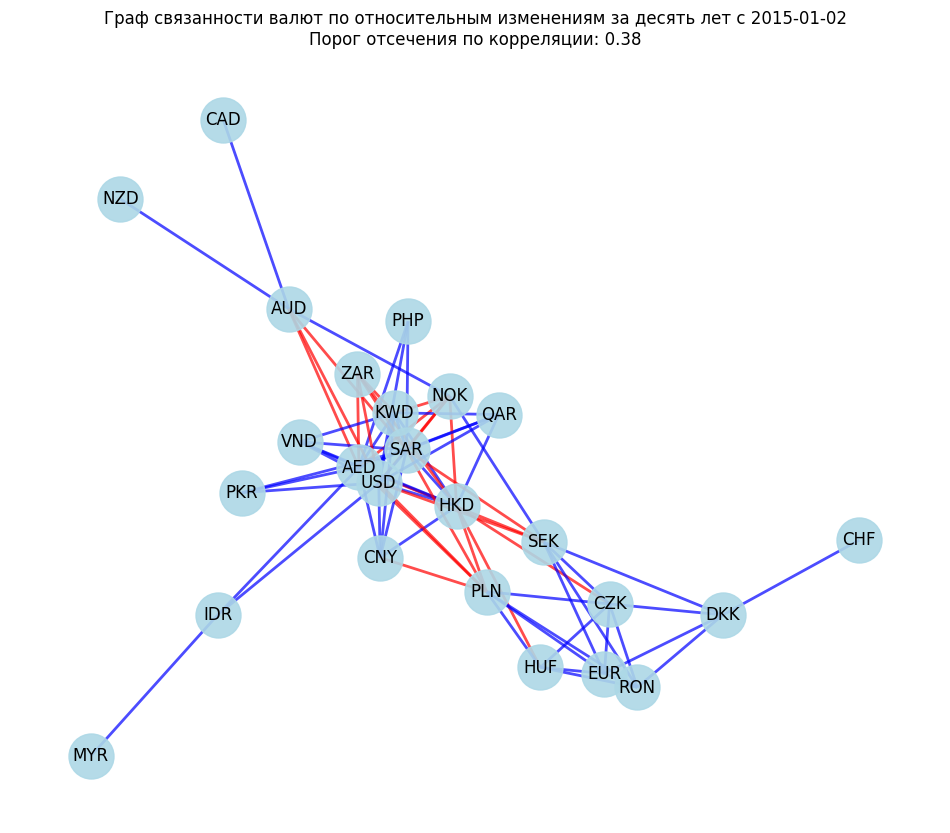 Граф связанности валют по относительным изменениям за десять лет с 2015-01-02
Порог отсечения по корреляции: 0.38
CAD
NZD
AUD
PHP
ZAR
NOK
KWD
QAR
VND
SAR
AED
USD
PKR
HKD
SEK
CHF
CNY
PLN
CZK
IDR
DKK
HUF
EUR
RON
MYR